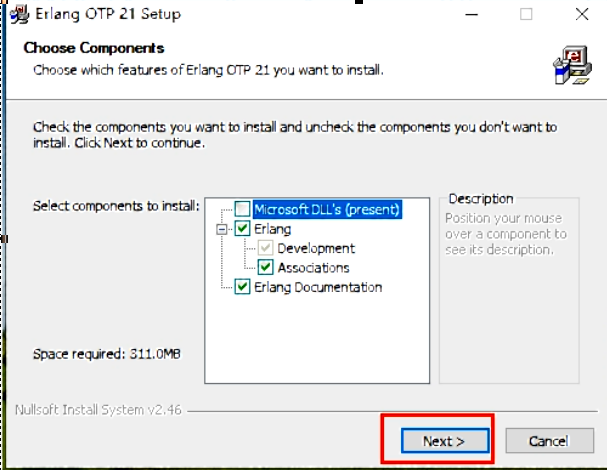 Erlang OTP 21 Setup
Choose Components
Choose which features of Erlang OTP 21 you want to install.
Check the components you want to install and uncheck the components you don't want to
install. Click Next to continue.
Select components to install:
Microsoft DLL's (present)
Erlang
Development
Associations
Erlang Documentation
Description
Position your mouse
over a component to
see its description.
Space required: 311.0MB
Nullsoft Install System v2.46
Next >
Cancel